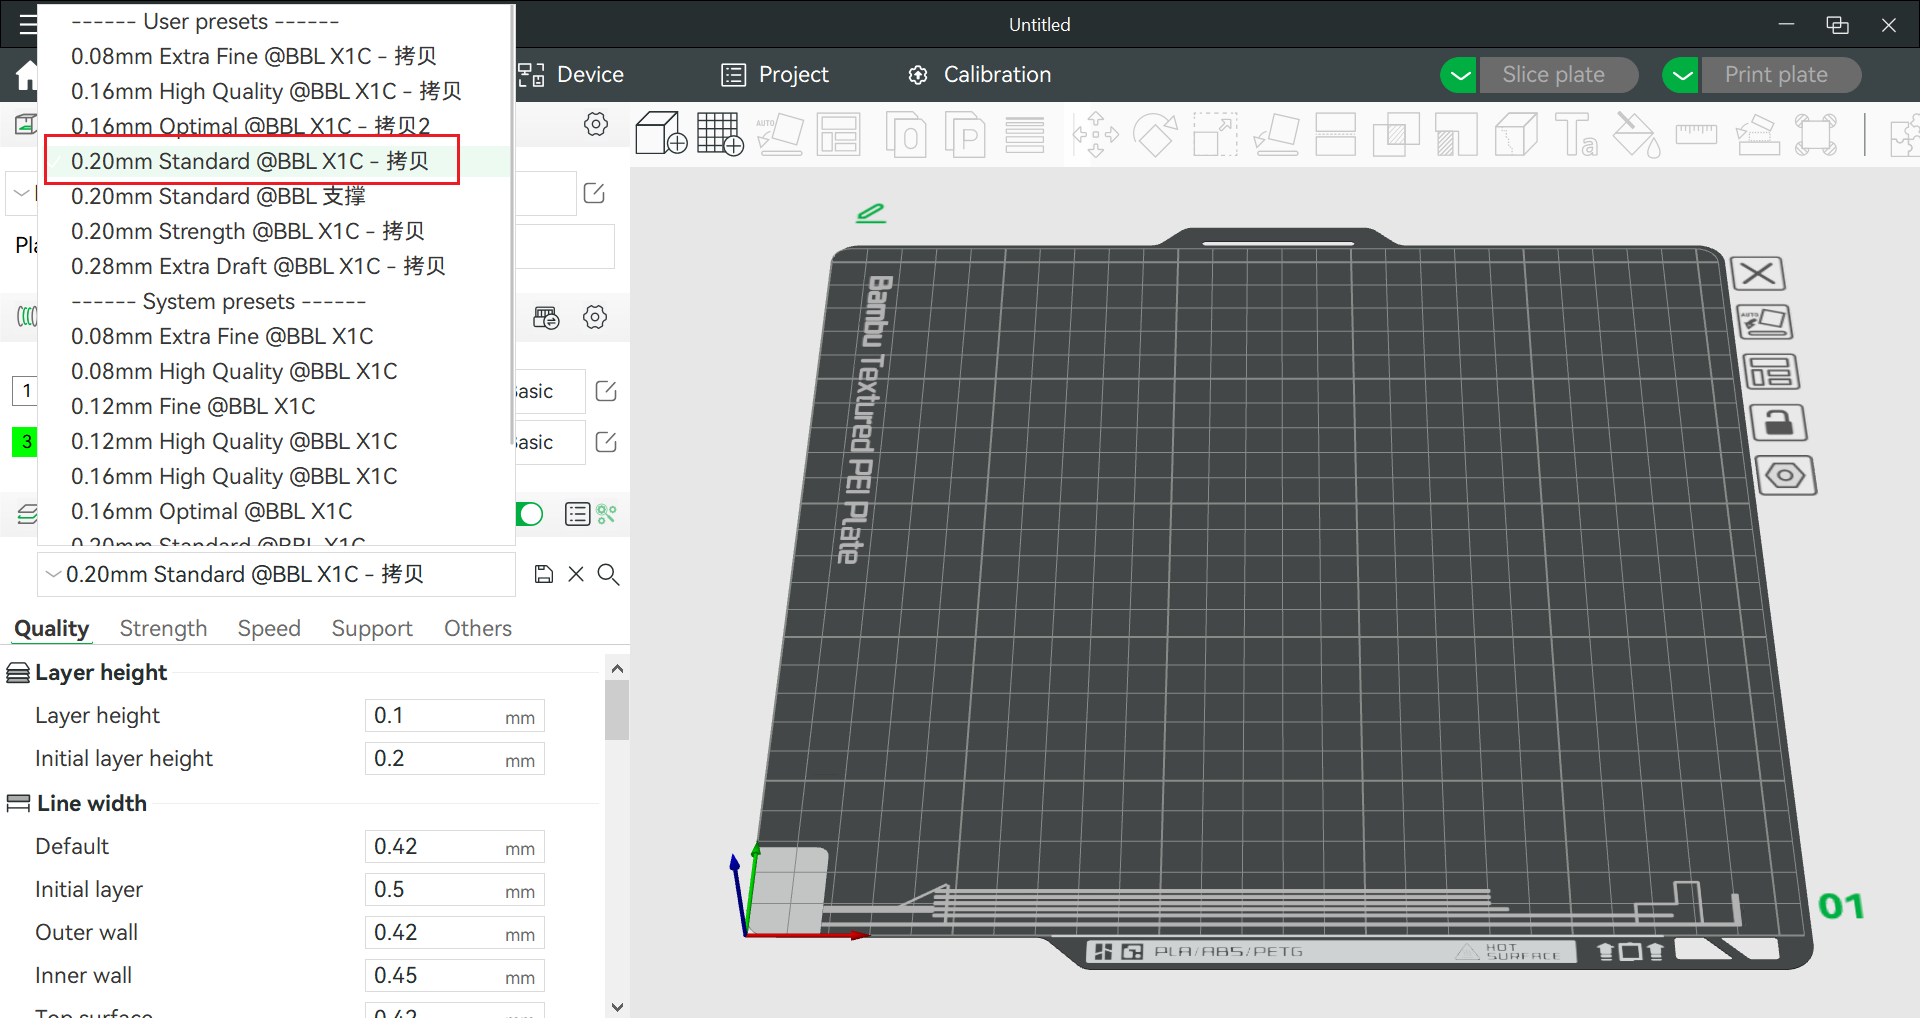 Untitled
------ User presets ------
0.08mm Extra Fine @BBL X1C - 拷贝
0.16mm High Quality @BBL X1C - 拷贝
0.16mm Optimal @BBL X1C - 拷贝2
0.20mm Standard @BBL X1C - 拷贝
0.20mm Standard @BBL 支撑
0.20mm Strength @BBL X1C - 拷贝
0.28mm Extra Draft @BBL X1C - 拷贝
------ System presets ------
0.08mm Extra Fine @BBL X1C
0.08mm High Quality @BBL X1C
0.12mm Fine @BBL X1C
0.12mm High Quality @BBL X1C
0.16mm High Quality @BBL X1C
0.16mm Optimal @BBL X1C
0.20mm Standard @BBL X1C
Device
Project
Calibration
Slice plate
Print plate
AUTO
Pla
1
asic
3
asic
0.20mm Standard @BBL X1C - 拷贝
Quality Strength Speed Support Others
Layer height
Layer height 0.1 mm
Initial layer height 0.2 mm
Line width
Default 0.42 mm
Initial layer 0.5 mm
Outer wall 0.42 mm
Inner wall 0.45 mm
Top surface 0.42 mm
Bambu Textured PEI Plate
AUTO
01
PLA/ABS/PETG
HOT
SURFACE